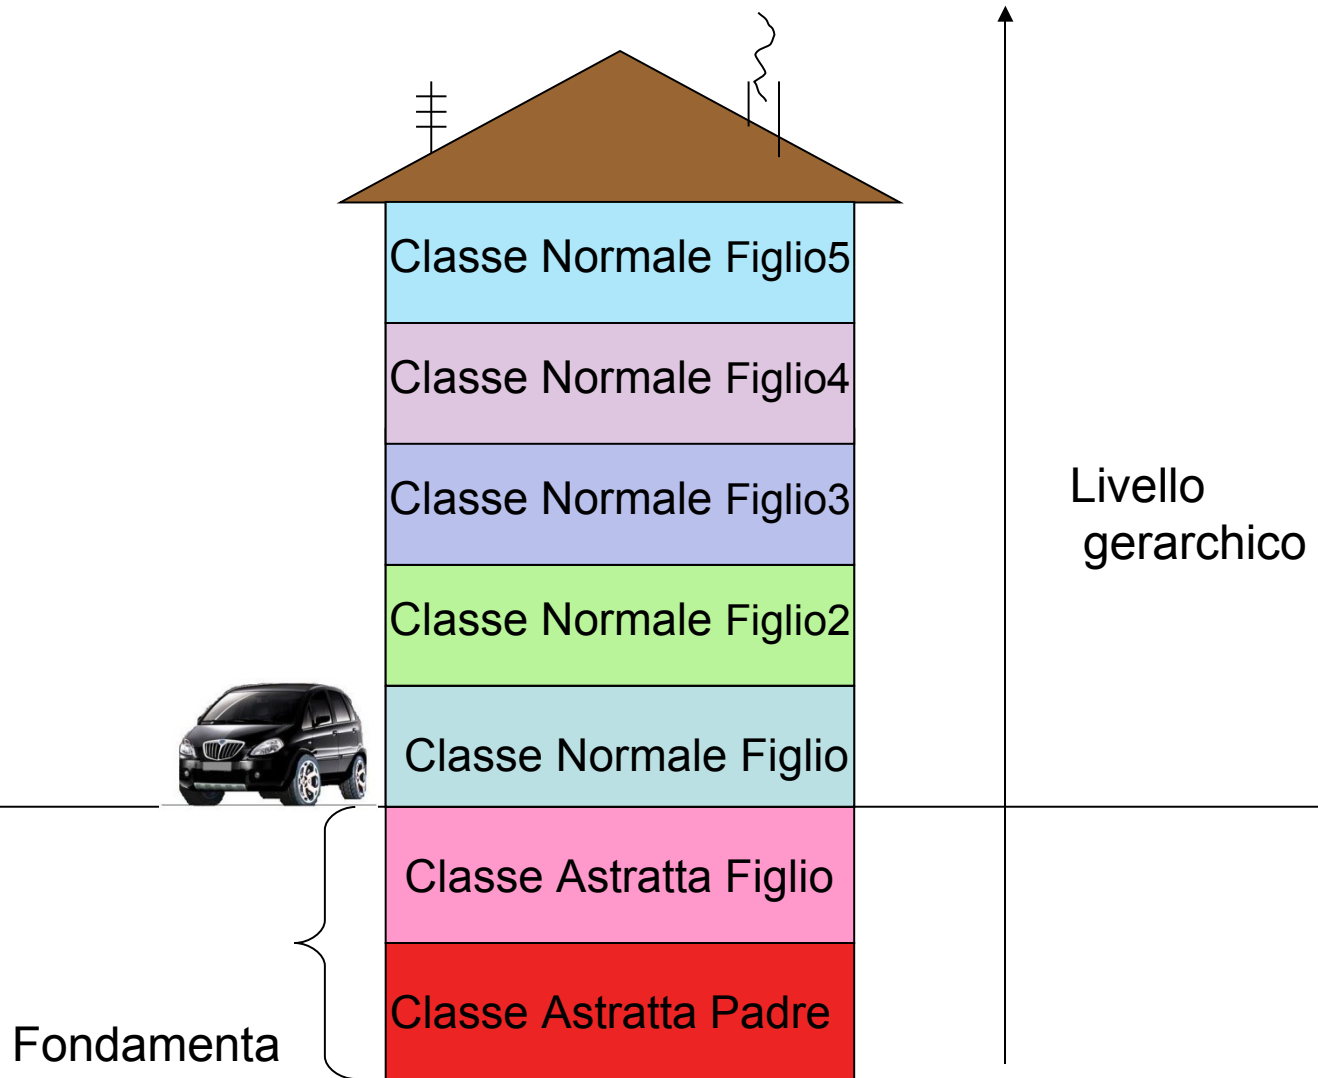 Classe Normale Figlio5
Classe Normale Figlio4
Classe Normale Figlio3
Livello
gerarchico
Classe Normale Figlio2
Classe Normale Figlio
Classe Astratta Figlio
Classe Astratta Padre
Fondamenta